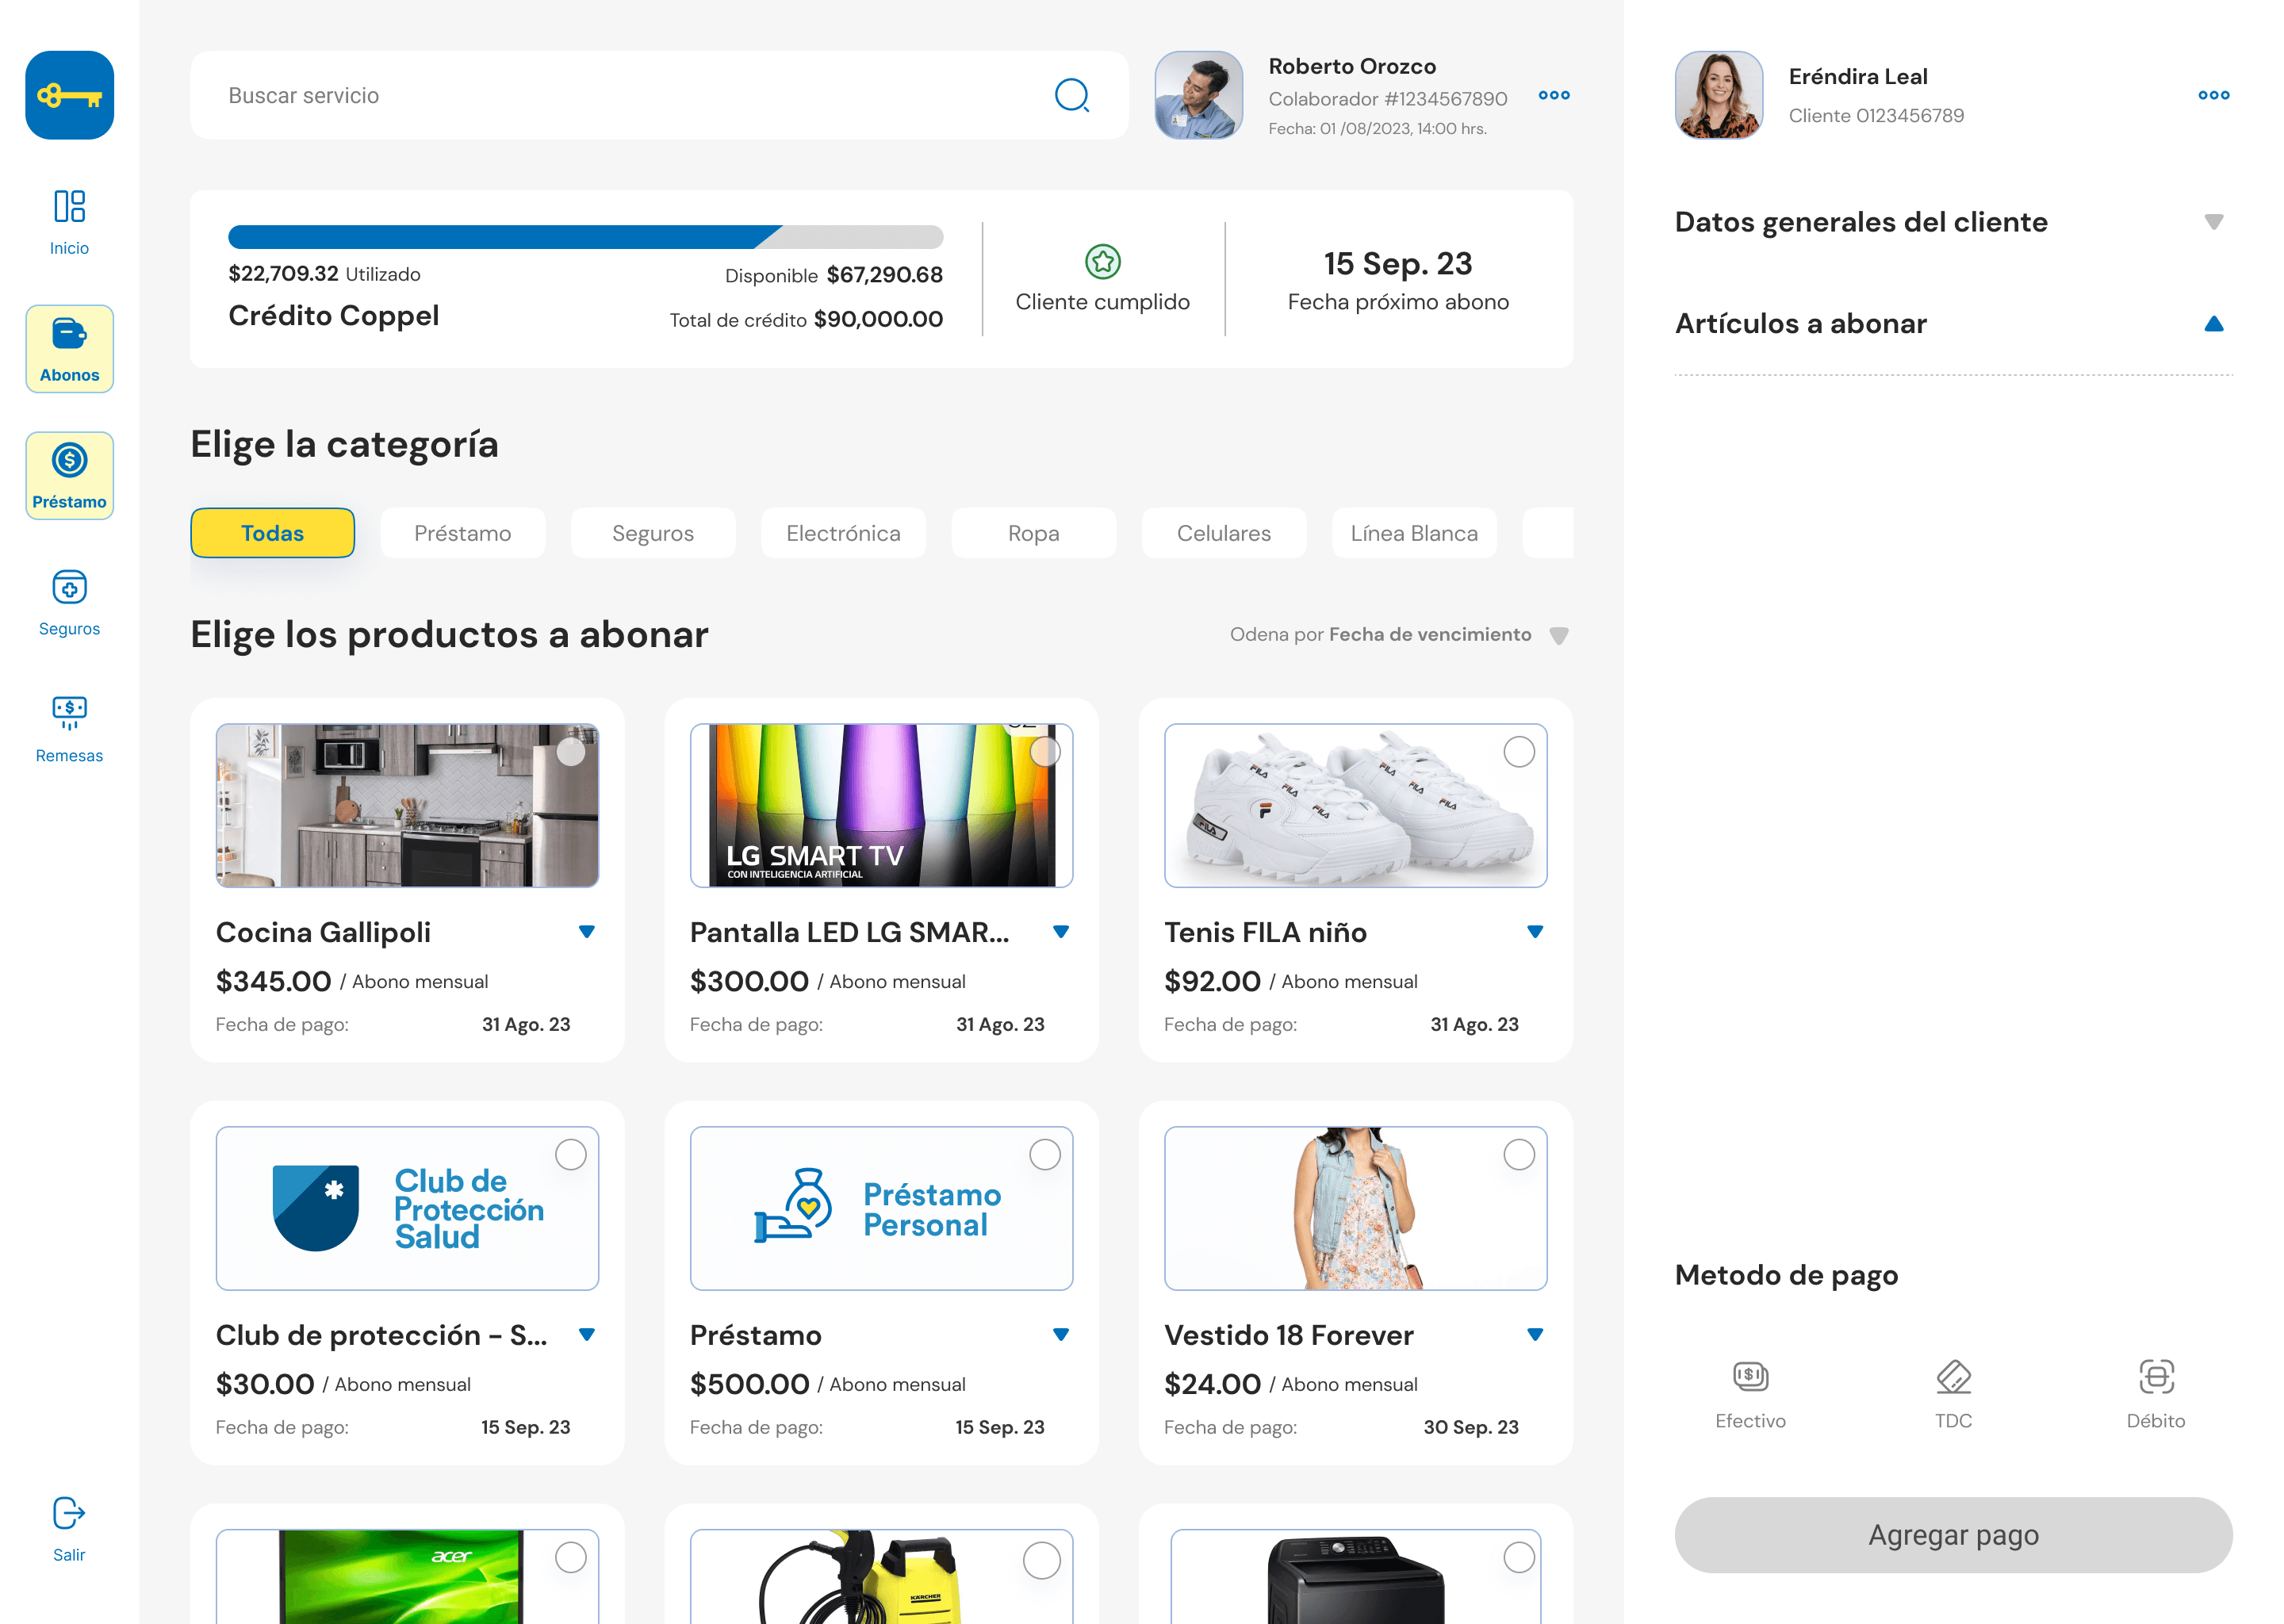 Inicio
Abonos
Préstamo
Seguros
Remesas
Salir
Buscar servicio
Roberto Orozco
Colaborador #1234567890
Fecha: 01 /08/2023, 14:00 hrs.
$22,709.32 Utilizado
Disponible $67,290.68
Crédito Coppel
Total de crédito $90,000.00
Cliente cumplido
15 Sep. 23
Fecha próximo abono
Elige la categoría
Todas
Préstamo
Seguros
Electrónica
Ropa
Celulares
Línea Blanca
Elige los productos a abonar
Odena por Fecha de vencimiento
FILA
FILA
FILA
FILA
FILA
FILA
FILA
LG SMART TV
CON INTELIGENCIA ARTIFICIAL
Cocina Gallipoli
$345.00 / Abono mensual
Fecha de pago: 31 Ago. 23
Pantalla LED LG SMAR...
$300.00 / Abono mensual
Fecha de pago: 31 Ago. 23
Tenis FILA niño
$92.00 / Abono mensual
Fecha de pago: 31 Ago. 23
Club de
Protección
Salud
Préstamo
Personal
Club de protección - S...
$30.00 / Abono mensual
Fecha de pago: 15 Sep. 23
Préstamo
$500.00 / Abono mensual
Fecha de pago: 15 Sep. 23
Vestido 18 Forever
$24.00 / Abono mensual
Fecha de pago: 30 Sep. 23
acer
KÄRCHER
Eréndira Leal
Cliente 0123456789
Datos generales del cliente
Artículos a abonar
Metodo de pago
Efectivo
TDC
Débito
Agregar pago